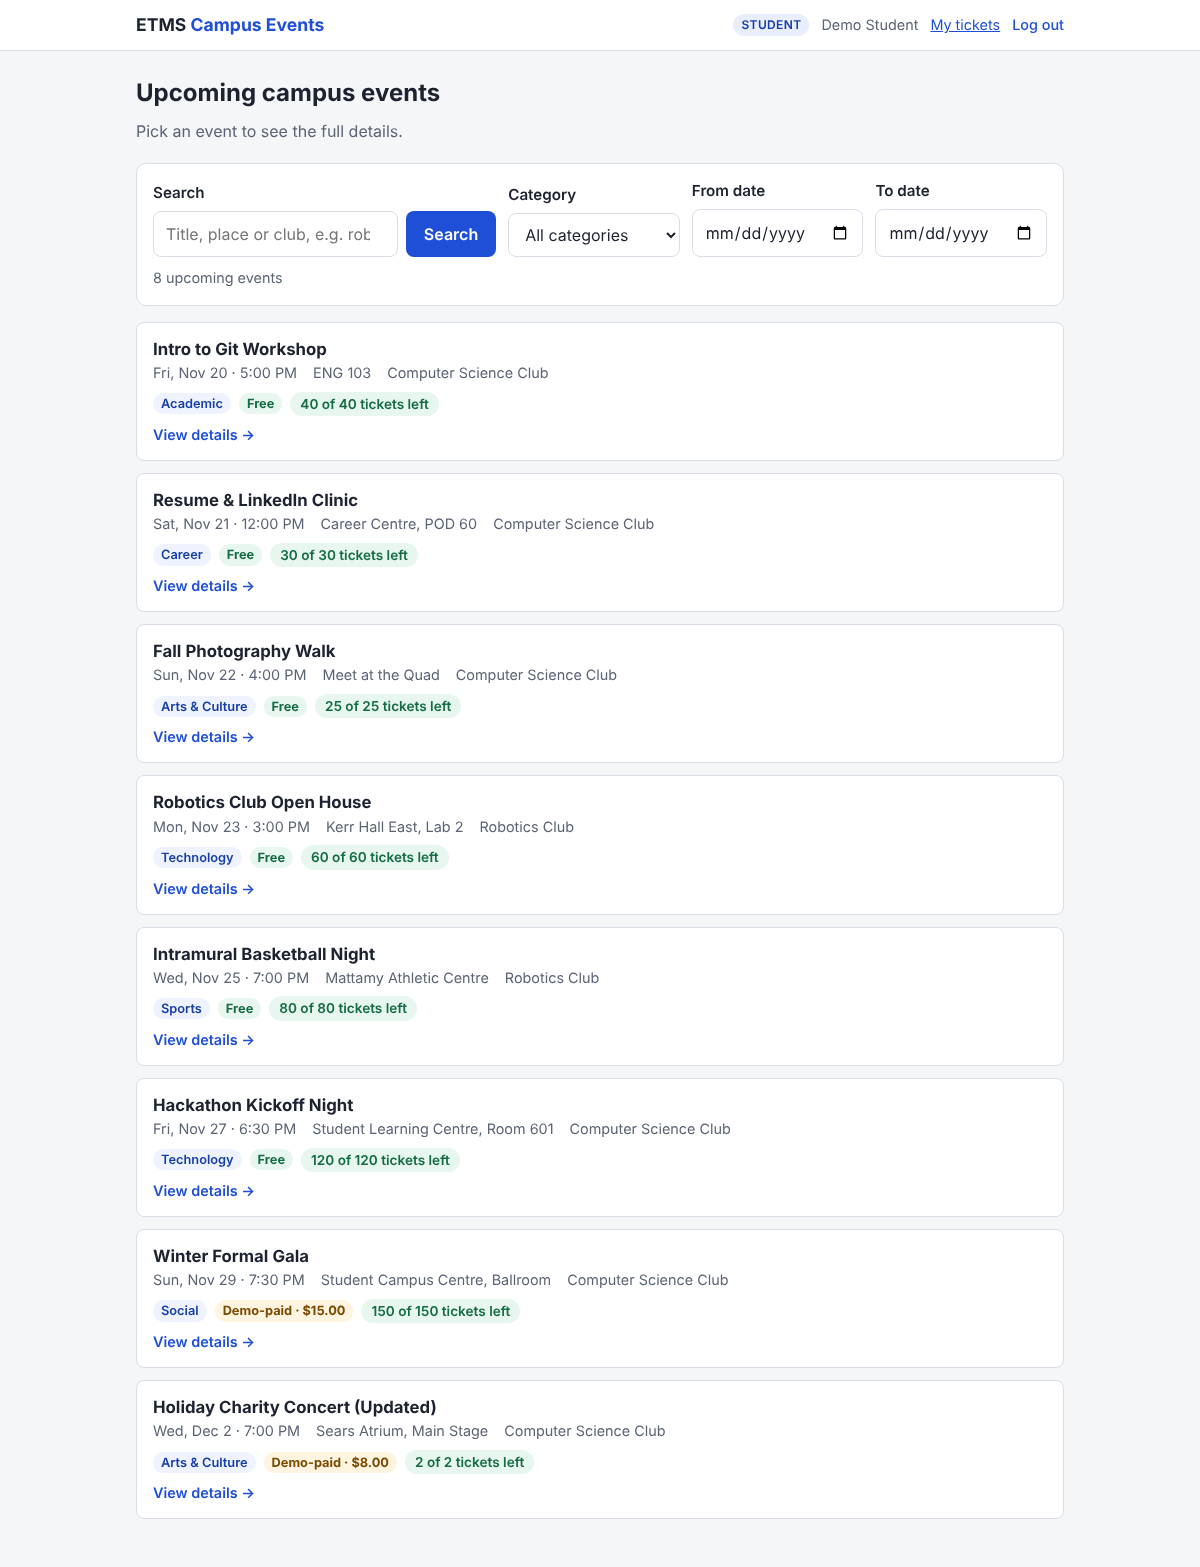 ETMS Campus Events
STUDENT Demo Student My tickets Log out
Upcoming campus events
Pick an event to see the full details.
Search
Title, place or club, e.g. rob
Search
Category
All categories
From date
mm/dd/yyyy
To date
mm/dd/yyyy
8 upcoming events
Intro to Git Workshop
Fri, Nov 20 · 5:00 PM ENG 103 Computer Science Club
Academic Free 40 of 40 tickets left
View details →
Resume & LinkedIn Clinic
Sat, Nov 21 · 12:00 PM Career Centre, POD 60 Computer Science Club
Career Free 30 of 30 tickets left
View details →
Fall Photography Walk
Sun, Nov 22 · 4:00 PM Meet at the Quad Computer Science Club
Arts & Culture Free 25 of 25 tickets left
View details →
Robotics Club Open House
Mon, Nov 23 · 3:00 PM Kerr Hall East, Lab 2 Robotics Club
Technology Free 60 of 60 tickets left
View details →
Intramural Basketball Night
Wed, Nov 25 · 7:00 PM Mattamy Athletic Centre Robotics Club
Sports Free 80 of 80 tickets left
View details →
Hackathon Kickoff Night
Fri, Nov 27 · 6:30 PM Student Learning Centre, Room 601 Computer Science Club
Technology Free 120 of 120 tickets left
View details →
Winter Formal Gala
Sun, Nov 29 · 7:30 PM Student Campus Centre, Ballroom Computer Science Club
Social Demo-paid · $15.00 150 of 150 tickets left
View details →
Holiday Charity Concert (Updated)
Wed, Dec 2 · 7:00 PM Sears Atrium, Main Stage Computer Science Club
Arts & Culture Demo-paid · $8.00 2 of 2 tickets left
View details →